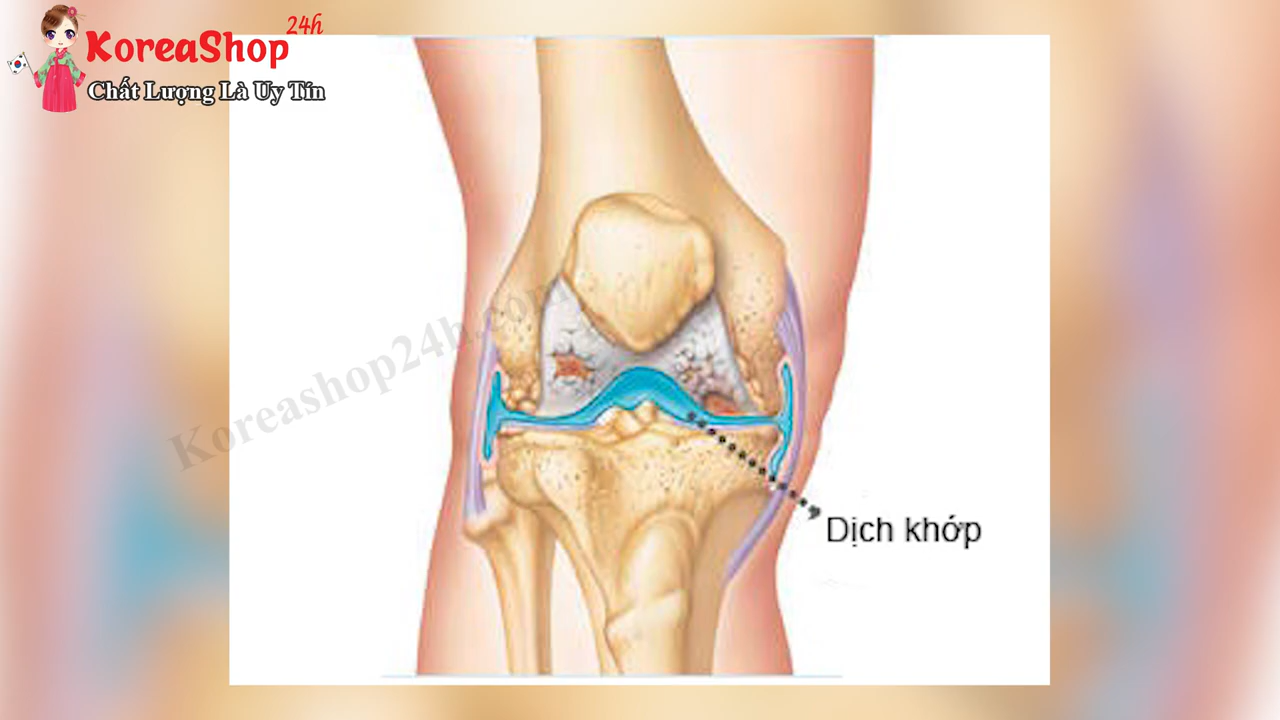 24h
KoreaShop
Chất Lượng Là Uy Tín
Koreashop24h.com
Dịch khớp